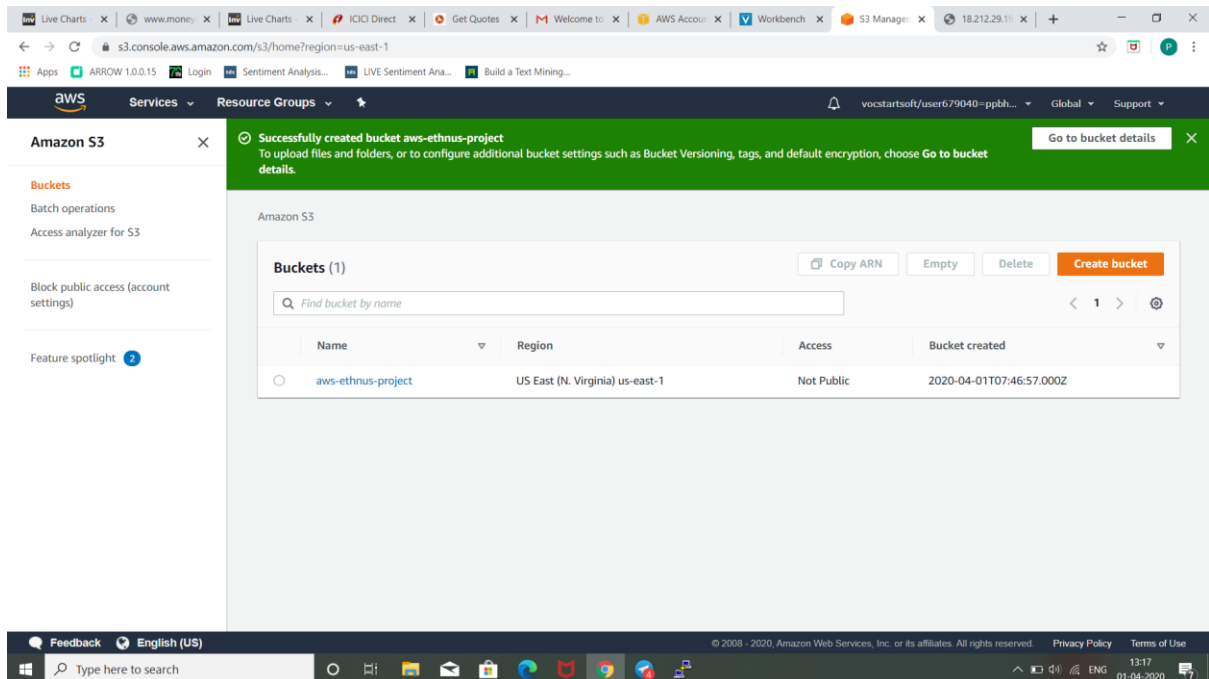 Live Charts -
www.money
Live Charts -
ICICI Direct
Get Quotes
Welcome to
AWS Accou
Workbench
S3 Manage
18.212.29.1
s3.console.aws.amazon.com/s3/home?region=us-east-1
P
Apps ARROW 1.0.0.15 Login Sentiment Analysis... LIVE Sentiment Ana... Build a Text Mining...
aws Services Resource Groups vocstartsoft/user679040=ppbh... Global Support
Amazon S3
Buckets
Batch operations
Access analyzer for S3
Block public access (account
settings)
Feature spotlight 2
Successfully created bucket aws-ethnus-project
To upload files and folders, or to configure additional bucket settings such as Bucket Versioning, tags, and default encryption, choose Go to bucket
details.
Go to bucket details
Amazon S3
Buckets (1)
Copy ARN Empty Delete Create bucket
Find bucket by name
1
Name Region Access Bucket created
aws-ethnus-project US East (N. Virginia) us-east-1 Not Public 2020-04-01T07:46:57.000Z
Feedback English (US) © 2008 - 2020, Amazon Web Services, Inc. or its affiliates. All rights reserved. Privacy Policy Terms of Use
Type here to search
ENG
13:17
01-04-2020